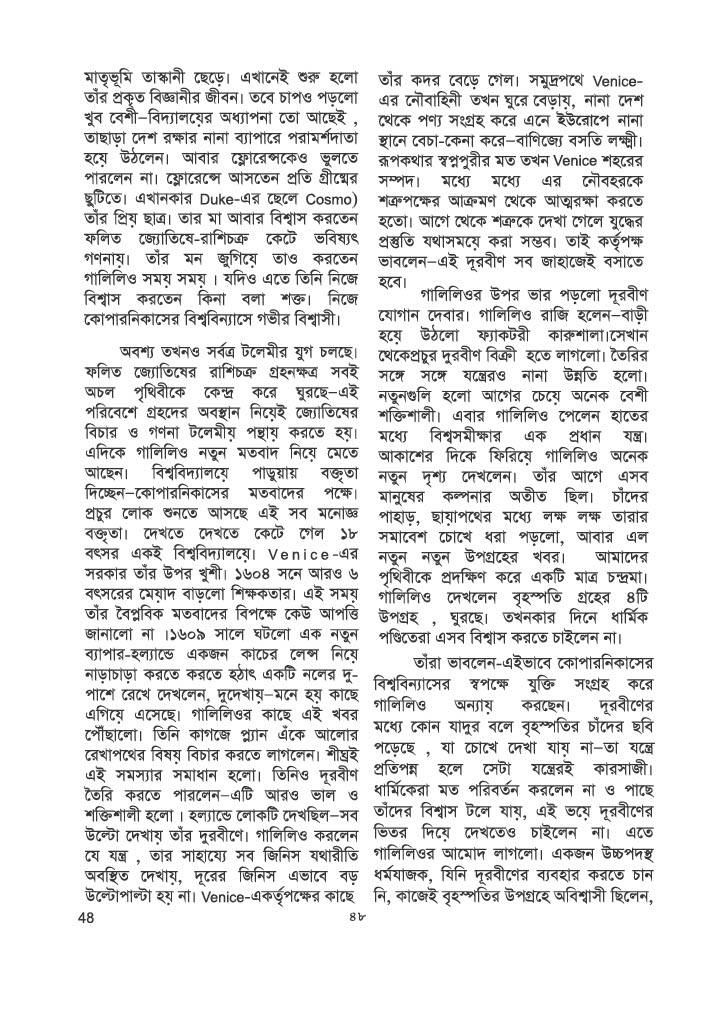 মাতৃভূমি তাস্কানী ছেড়ে। এখানেই শুরু হলো
তাঁর প্রকৃত বিজ্ঞানীর জীবন। তবে চাপও পড়লো
খুব বেশী–বিদ্যালয়ের অধ্যাপনা তো আছেই ,
তাছাড়া দেশ রক্ষার নানা ব্যাপারে পরামর্শদাতা
হয়ে উঠলেন। আবার ফ্লোরেন্সকেও ভুলতে
পারলেন না। ফ্লোরেন্সে আসতেন প্রতি গ্রীষ্মের
ছুটিতে। এখানকার Duke-এর ছেলে Cosmo)
তাঁর প্রিয় ছাত্র। তার মা আবার বিশ্বাস করতেন
ফলিত জ্যোতিষে-রাশিচক্র কেটে ভবিষ্যৎ
গণনায়। তাঁর মন জুগিয়ে তাও করতেন
গালিলিও সময় সময় । যদিও এতে তিনি নিজে
বিশ্বাস করতেন কিনা বলা শক্ত। নিজে
কোপারনিকাসের বিশ্ববিন্যাসে গভীর বিশ্বাসী।
অবশ্য তখনও সর্বত্র টলেমীর যুগ চলছে।
ফলিত জ্যোতিষের রাশিচক্র গ্রহনক্ষত্র সবই
অচল পৃথিবীকে কেন্দ্র করে ঘুরছে–এই
পরিবেশে গ্রহদের অবস্থান নিয়েই জ্যোতিষের
বিচার ও গণনা টলেমীয় পন্থায় করতে হয়।
এদিকে গালিলিও নতুন মতবাদ নিয়ে মেতে
আছেন। বিশ্ববিদ্যালয়ে পাড়ুয়ায় বক্তৃতা
দিচ্ছেন–কোপারনিকাসের মতবাদের পক্ষে।
প্রচুর লোক শুনতে আসছে এই সব মনোজ্ঞ
বক্তৃতা। দেখতে দেখতে কেটে গেল ১৮
বৎসর একই বিশ্ববিদ্যালয়ে। Venice-এর
সরকার তাঁর উপর খুশী। ১৬০৪ সনে আরও ৬
বৎসরের মেয়াদ বাড়লো শিক্ষকতার। এই সময়
তাঁর বৈপ্লবিক মতবাদের বিপক্ষে কেউ আপত্তি
জানালো না ।১৬০৯ সালে ঘটলো এক নতুন
ব্যাপার-হল্যান্ডে একজন কাচের লেন্স নিয়ে
নাড়াচাড়া করতে করতে হঠাৎ একটি নলের দু-
পাশে রেখে দেখলেন, দুদেখায়–মনে হয় কাছে
এগিয়ে এসেছে। গালিলিওর কাছে এই খবর
পৌঁছালো। তিনি কাগজে প্ল্যান এঁকে আলোর
রেখাপথের বিষয় বিচার করতে লাগলেন। শীঘ্রই
এই সমস্যার সমাধান হলো। তিনিও দূরবীণ
তৈরি করতে পারলেন–এটি আরও ভাল ও
শক্তিশালী হলো । হল্যান্ডে লোকটি দেখছিল–সব
উল্টো দেখায় তাঁর দুরবীণে। গালিলিও করলেন
যে যন্ত্র , তার সাহায্যে সব জিনিস যথারীতি
অবস্থিত দেখায়, দূরের জিনিস এভাবে বড়
উল্টোপাল্টা হয় না। Venice-একর্তৃপক্ষের কাছে
তাঁর কদর বেড়ে গেল। সমুদ্রপথে Venice-
এর নৌবাহিনী তখন ঘুরে বেড়ায়, নানা দেশ
থেকে পণ্য সংগ্রহ করে এনে ইউরোপে নানা
স্থানে বেচা-কেনা করে–বাণিজ্যে বসতি লক্ষ্মী।
রূপকথার স্বপ্নপুরীর মত তখন Venice শহরের
সম্পদ। মধ্যে মধ্যে এর নৌবহরকে
শত্রুপক্ষের আক্রমণ থেকে আত্মরক্ষা করতে
হতো। আগে থেকে শত্রুকে দেখা গেলে যুদ্ধের
প্রস্তুতি যথাসময়ে করা সম্ভব। তাই কর্তৃপক্ষ
ভাবলেন–এই দূরবীণ সব জাহাজেই বসাতে
হবে।
গালিলিওর উপর ভার পড়লো দূরবীণ
যোগান দেবার। গালিলিও রাজি হলেন–বাড়ী
হয়ে উঠলো ফ্যাকটরী কারুশালা।সেখান
থেকেপ্রচুর দুরবীণ বিক্রী হতে লাগলো। তৈরির
সঙ্গে সঙ্গে যন্ত্রেরও নানা উন্নতি হলো।
নতুনগুলি হলো আগের চেয়ে অনেক বেশী
শক্তিশালী। এবার গালিলিও পেলেন হাতের
মধ্যে বিশ্বসমীক্ষার এক প্রধান যন্ত্র।
আকাশের দিকে ফিরিয়ে গালিলিও অনেক
নতুন দৃশ্য দেখলেন। তাঁর আগে এসব
মানুষের কল্পনার অতীত ছিল। চাঁদের
পাহাড়, ছায়াপথের মধ্যে লক্ষ লক্ষ তারার
সমাবেশ চোখে ধরা পড়লো, আবার এল
নতুন নতুন উপগ্রহের খবর। আমাদের
পৃথিবীকে প্রদক্ষিণ করে একটি মাত্র চন্দ্রমা।
গালিলিও দেখলেন বৃহস্পতি গ্রহের ৪টি
উপগ্রহ , ঘুরছে। তখনকার দিনে ধার্মিক
পণ্ডিতেরা এসব বিশ্বাস করতে চাইলেন না।
তাঁরা ভাবলেন-এইভাবে কোপারনিকাসের
বিশ্ববিন্যাসের স্বপক্ষে যুক্তি সংগ্রহ করে
গালিলিও অন্যায় করছেন। দূরবীণের
মধ্যে কোন যাদুর বলে বৃহস্পতির চাঁদের ছবি
পড়েছে , যা চোখে দেখা যায় না–তা যন্ত্রে
প্রতিপন্ন হলে সেটা যন্ত্রেরই কারসাজী।
ধার্মিকেরা মত পরিবর্তন করলেন না ও পাছে
তাঁদের বিশ্বাস টলে যায়, এই ভয়ে দূরবীণের
ভিতর দিয়ে দেখতেও চাইলেন না। এতে
গালিলিওর আমোদ লাগলো। একজন উচ্চপদস্থ
ধর্মযাজক, যিনি দূরবীণের ব্যবহার করতে চান
নি, কাজেই বৃহস্পতির উপগ্রহে অবিশ্বাসী ছিলেন,
48
৪৮